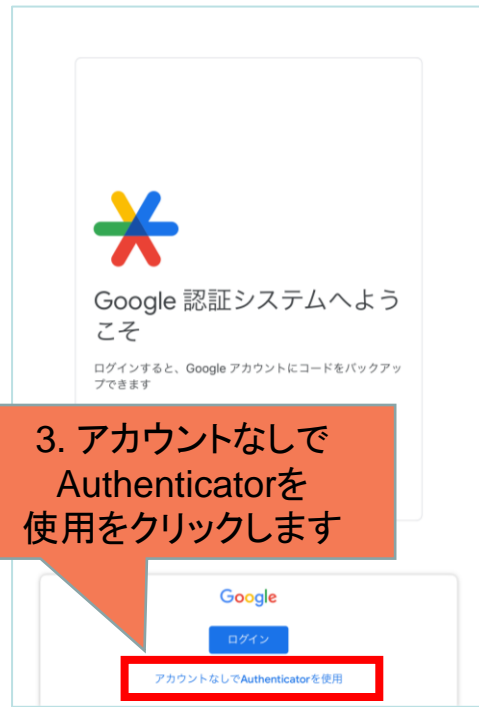 Google 認証システムへよう
こそ
ログインすると、Google アカウントにコードをバックアッ
プできます
3. アカウントなしで
Authenticatorを
使用をクリックします
Google
ログイン
アカウントなしでAuthenticatorを使用